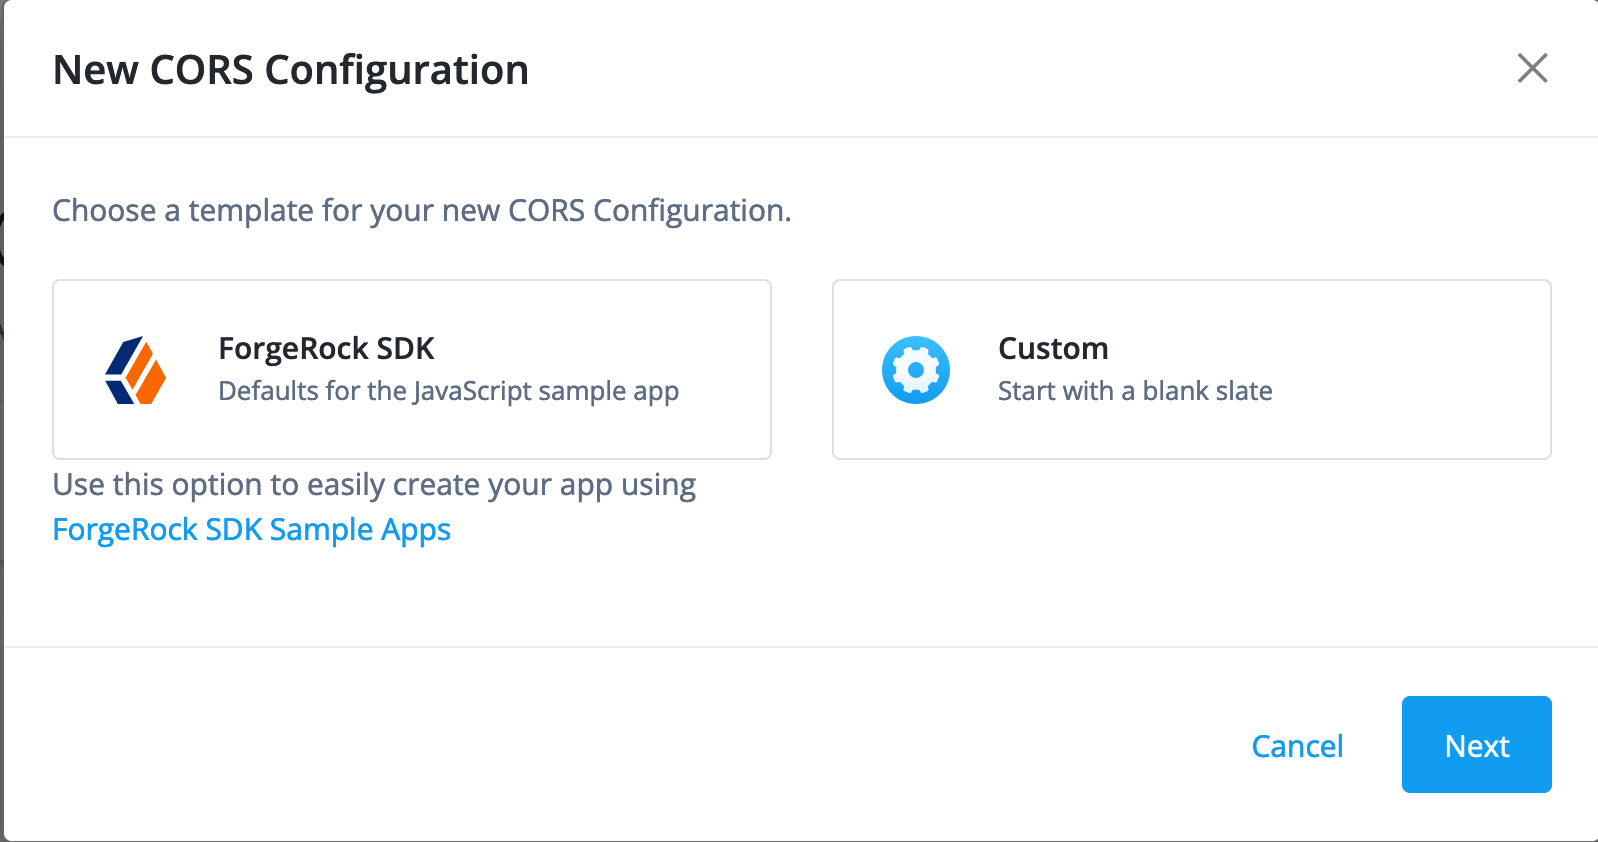 New CORS Configuration
Choose a template for your new CORS Configuration.
ForgeRock SDK
Defaults for the JavaScript sample app
Custom
Start with a blank slate
Use this option to easily create your app using
ForgeRock SDK Sample Apps
Cancel
Next